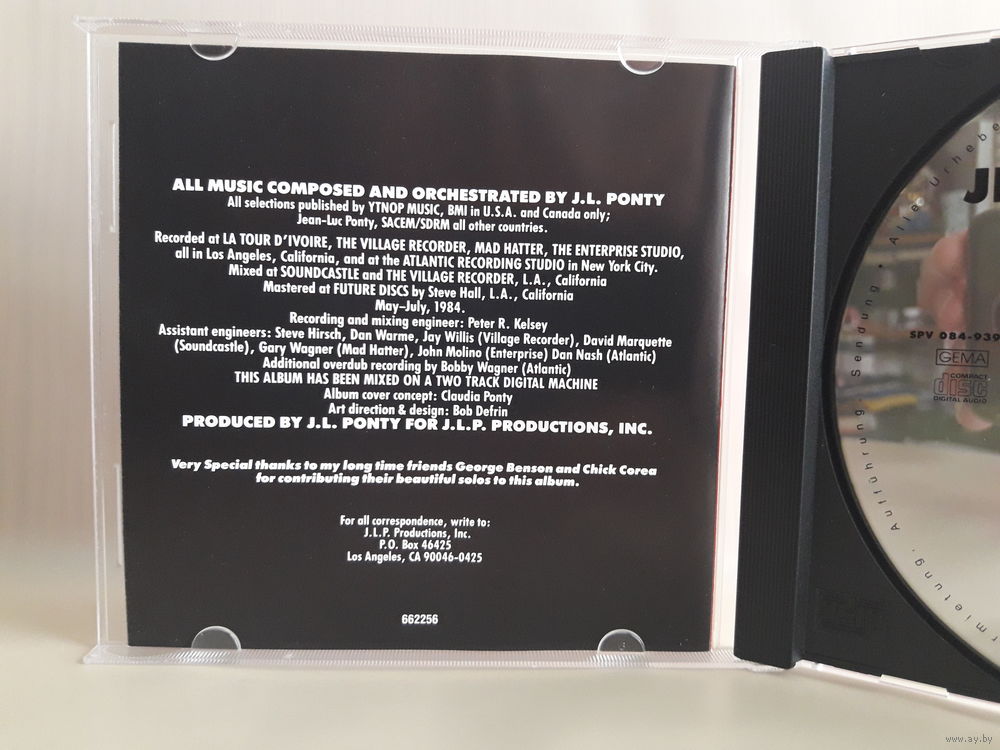 ALL MUSIC COMPOSED AND ORCHESTRATED BY J.L. PONTY
All selections published by YTNOP MUSIC, BMI in U.S.A. and Canada only;
Jean-Luc Ponty, SACEM/SDRM all other countries.
Recorded at LA TOUR D'IVOIRE, THE VILLAGE RECORDER, MAD HATTER, THE ENTERPRISE STUDIO,
all in Los Angeles, California, and at the ATLANTIC RECORDING STUDIO in New York City.
Mixed at SOUNDCASTLE and THE VILLAGE RECORDER, L.A., California
Mastered at FUTURE DISCS by Steve Hall, L.A., California
May–July, 1984.
Recording and mixing engineer: Peter R. Kelsey
Assistant engineers: Steve Hirsch, Dan Warme, Jay Willis (Village Recorder), David Marquette
(Soundcastle), Gary Wagner (Mad Hatter), John Molino (Enterprise) Dan Nash (Atlantic)
Additional overdub recording by Bobby Wagner (Atlantic)
THIS ALBUM HAS BEEN MIXED ON A TWO TRACK DIGITAL MACHINE
Album cover concept: Claudia Ponty
Art direction & design: Bob Defrin
PRODUCED BY J.L. PONTY FOR J.L.P. PRODUCTIONS, INC.
Very Special thanks to my long time friends George Benson and Chick Corea
for contributing their beautiful solos to this album.
For all correspondence, write to:
J.L.P. Productions, Inc.
P.O. Box 46425
Los Angeles, CA 90046-0425
662256
SPV 084-939
GEMA
COMPACT
disc
DIGITAL AUDIO
Aufführung. Sendung. Alle
www.ay.by